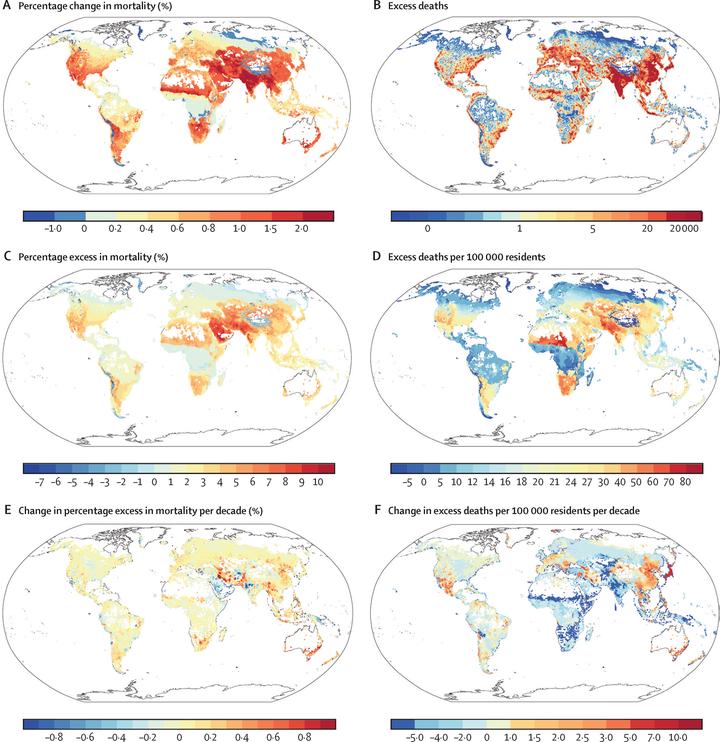 A Percentage change in mortality (%)
B Excess deaths
–1·0 0 0·2 0·4 0·6 0·8 1·0 1·5 2·0
0 1 5 20 20 000
C Percentage excess in mortality (%)
D Excess deaths per 100 000 residents
–7 –6 –5 –4 –3 –2 –1 0 1 2 3 4 5 6 7 8 9 10
–5 0 5 10 12 14 16 18 20 21 24 27 30 40 50 60 70 80
E Change in percentage excess in mortality per decade (%)
F Change in excess deaths per 100 000 residents per decade
–0·8 –0·6 –0·4 –0·2 0 0·2 0·4 0·6 0·8
–5·0 –4·0 –2·0 0 1·0 1·5 2·5 3·0 5·0 7·0 10·0